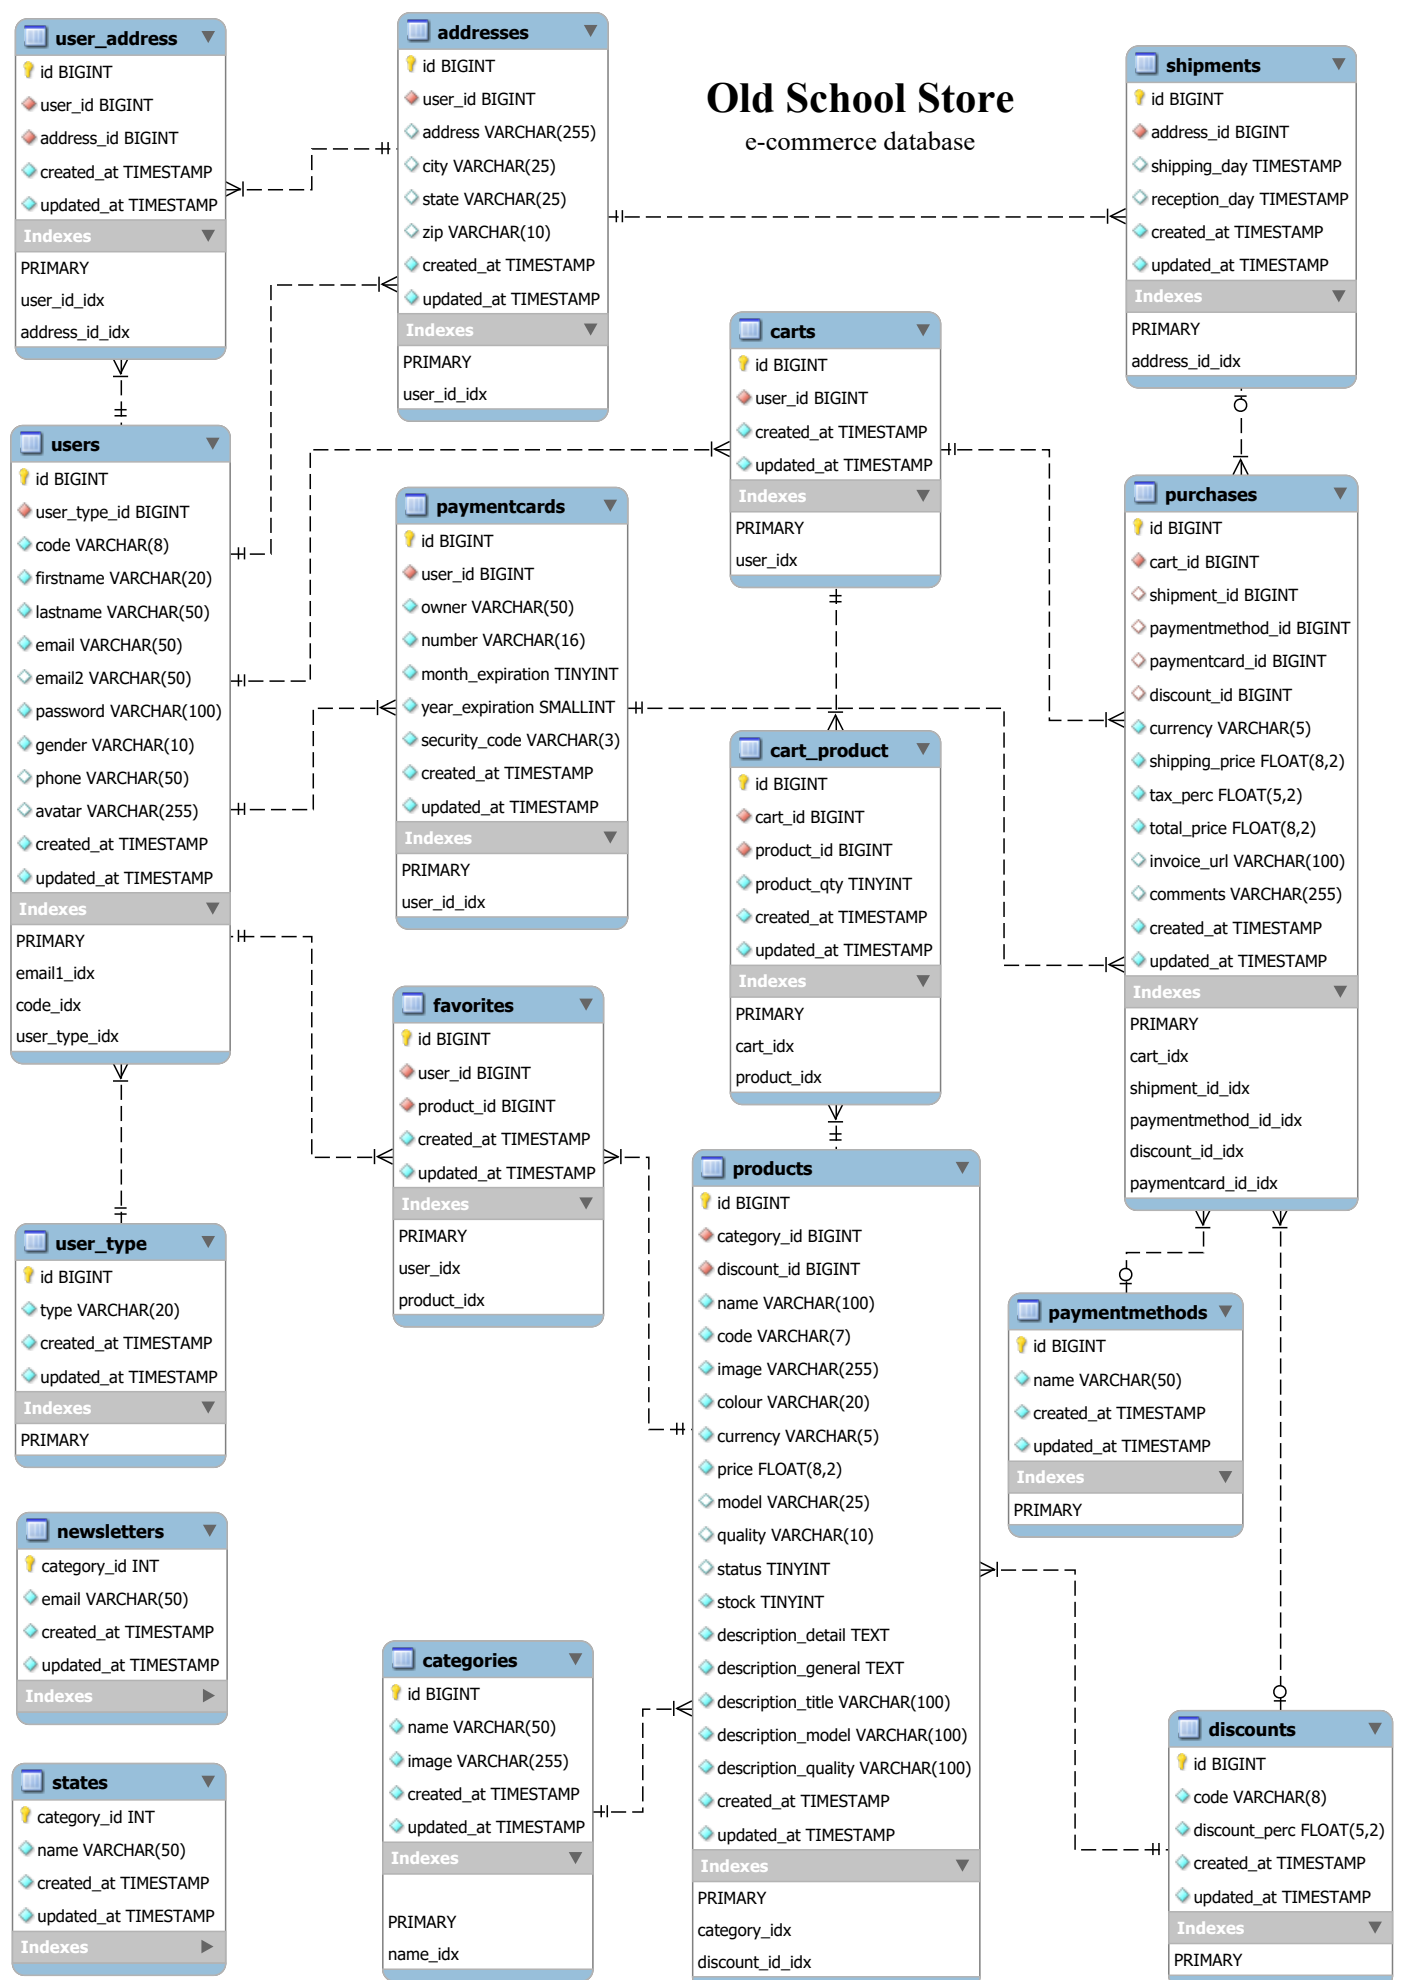 Old School Store
e-commerce database
user_address
id BIGINT
user_id BIGINT
address_id BIGINT
created_at TIMESTAMP
updated_at TIMESTAMP
Indexes
PRIMARY
user_id_idx
address_id_idx
addresses
id BIGINT
user_id BIGINT
address VARCHAR(255)
city VARCHAR(25)
state VARCHAR(25)
zip VARCHAR(10)
created_at TIMESTAMP
updated_at TIMESTAMP
Indexes
PRIMARY
user_id_idx
shipments
id BIGINT
address_id BIGINT
shipping_day TIMESTAMP
reception_day TIMESTAMP
created_at TIMESTAMP
updated_at TIMESTAMP
Indexes
PRIMARY
address_id_idx
carts
id BIGINT
user_id BIGINT
created_at TIMESTAMP
updated_at TIMESTAMP
Indexes
PRIMARY
user_idx
users
id BIGINT
user_type_id BIGINT
code VARCHAR(8)
firstname VARCHAR(20)
lastname VARCHAR(50)
email VARCHAR(50)
email2 VARCHAR(50)
password VARCHAR(100)
gender VARCHAR(10)
phone VARCHAR(50)
avatar VARCHAR(255)
created_at TIMESTAMP
updated_at TIMESTAMP
Indexes
PRIMARY
email1_idx
code_idx
user_type_idx
paymentcards
id BIGINT
user_id BIGINT
owner VARCHAR(50)
number VARCHAR(16)
month_expiration TINYINT
year_expiration SMALLINT
security_code VARCHAR(3)
created_at TIMESTAMP
updated_at TIMESTAMP
Indexes
PRIMARY
user_id_idx
purchases
id BIGINT
cart_id BIGINT
shipment_id BIGINT
paymentmethod_id BIGINT
paymentcard_id BIGINT
discount_id BIGINT
currency VARCHAR(5)
shipping_price FLOAT(8,2)
tax_perc FLOAT(5,2)
total_price FLOAT(8,2)
invoice_url VARCHAR(100)
comments VARCHAR(255)
created_at TIMESTAMP
updated_at TIMESTAMP
Indexes
PRIMARY
cart_idx
shipment_id_idx
paymentmethod_id_idx
discount_id_idx
paymentcard_id_idx
cart_product
id BIGINT
cart_id BIGINT
product_id BIGINT
product_qty TINYINT
created_at TIMESTAMP
updated_at TIMESTAMP
Indexes
PRIMARY
cart_idx
product_idx
favorites
id BIGINT
user_id BIGINT
product_id BIGINT
created_at TIMESTAMP
updated_at TIMESTAMP
Indexes
PRIMARY
user_idx
product_idx
products
id BIGINT
category_id BIGINT
discount_id BIGINT
name VARCHAR(100)
code VARCHAR(7)
image VARCHAR(255)
colour VARCHAR(20)
currency VARCHAR(5)
price FLOAT(8,2)
model VARCHAR(25)
quality VARCHAR(10)
status TINYINT
stock TINYINT
description_detail TEXT
description_general TEXT
description_title VARCHAR(100)
description_model VARCHAR(100)
description_quality VARCHAR(100)
created_at TIMESTAMP
updated_at TIMESTAMP
Indexes
PRIMARY
category_idx
discount_id_idx
user_type
id BIGINT
type VARCHAR(20)
created_at TIMESTAMP
updated_at TIMESTAMP
Indexes
PRIMARY
paymentmethods
id BIGINT
name VARCHAR(50)
created_at TIMESTAMP
updated_at TIMESTAMP
Indexes
PRIMARY
newsletters
category_id INT
email VARCHAR(50)
created_at TIMESTAMP
updated_at TIMESTAMP
Indexes
categories
id BIGINT
name VARCHAR(50)
image VARCHAR(255)
created_at TIMESTAMP
updated_at TIMESTAMP
Indexes
PRIMARY
name_idx
discounts
id BIGINT
code VARCHAR(8)
discount_perc FLOAT(5,2)
created_at TIMESTAMP
updated_at TIMESTAMP
Indexes
PRIMARY
states
category_id INT
name VARCHAR(50)
created_at TIMESTAMP
updated_at TIMESTAMP
Indexes